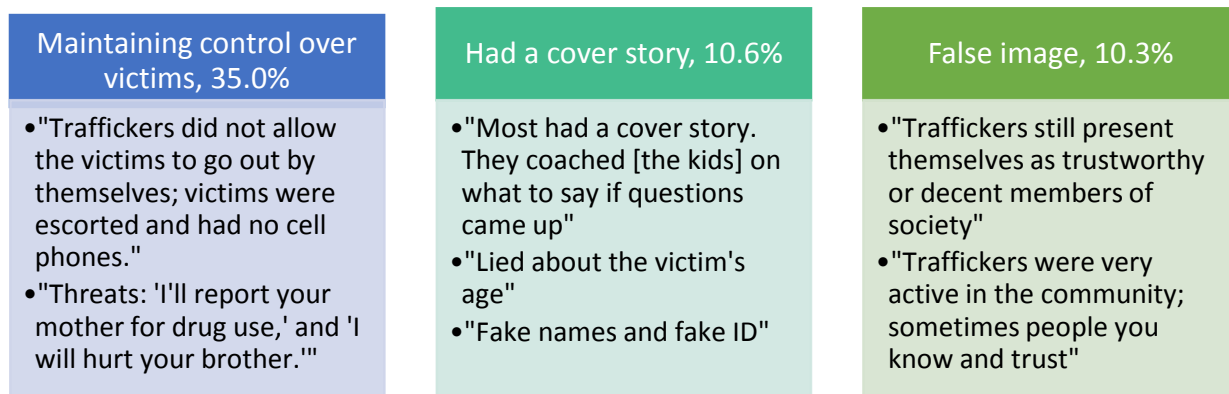 Maintaining control over
victims, 35.0%
•"Traffickers did not allow
the victims to go out by
themselves; victims were
escorted and had no cell
phones."
•"Threats: 'I'll report your
mother for drug use,' and 'I
will hurt your brother.'"
Had a cover story, 10.6%
•"Most had a cover story.
They coached [the kids] on
what to say if questions
came up"
•"Lied about the victim's
age"
•"Fake names and fake ID"
False image, 10.3%
•"Traffickers still present
themselves as trustworthy
or decent members of
society"
•"Traffickers were very
active in the community;
sometimes people you
know and trust"